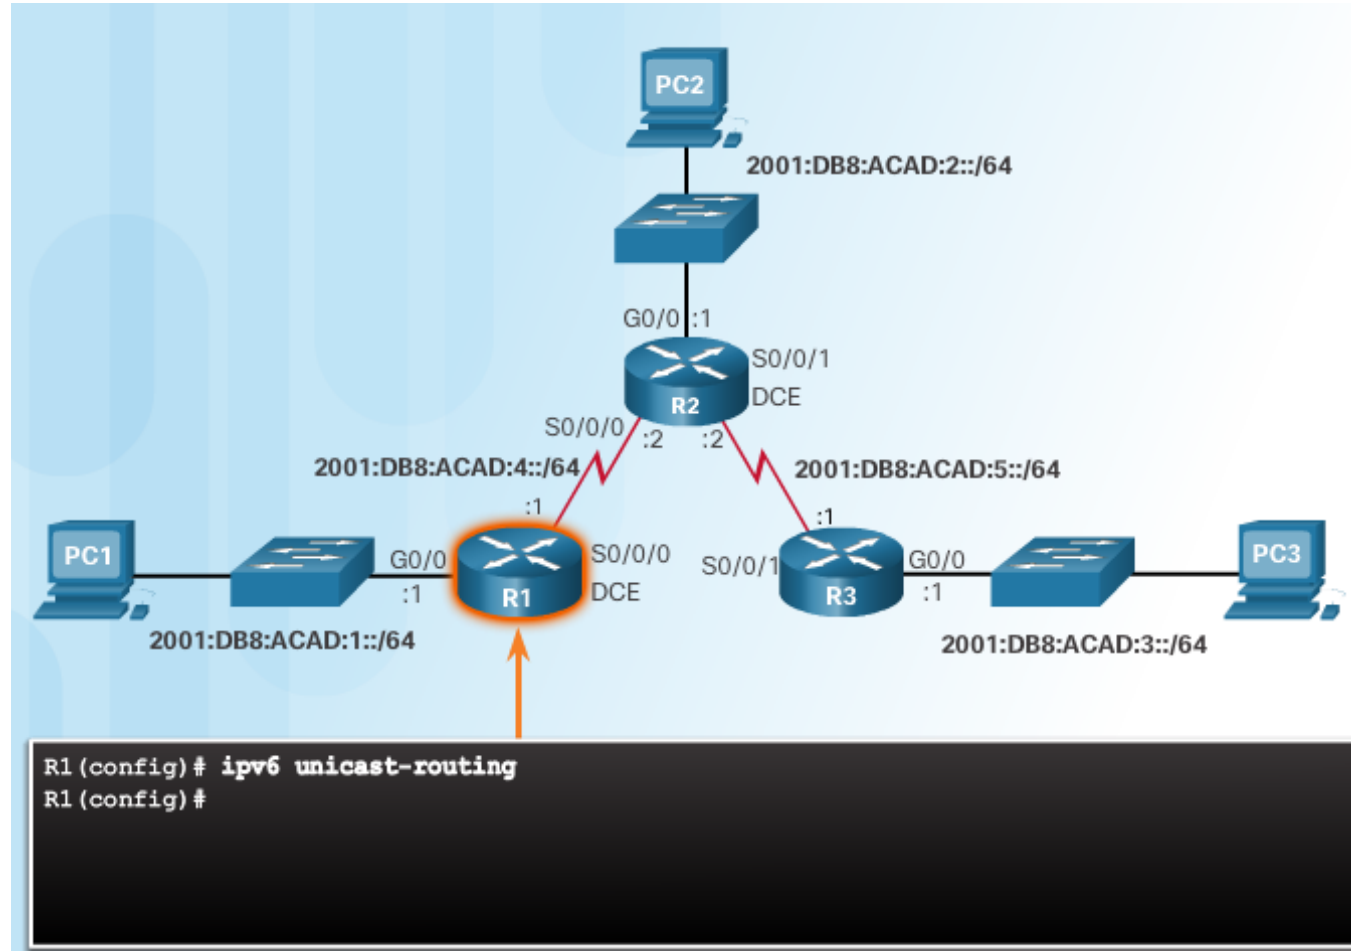 PC2
2001:DB8:ACAD:2::/64
G0/0 :1
S0/0/1
DCE
R2
S0/0/0
:2 :2
2001:DB8:ACAD:4::/64
2001:DB8:ACAD:5::/64
:1
:1
PC1
G0/0
:1
S0/0/0
DCE
R1
S0/0/1
R3
G0/0
:1
PC3
2001:DB8:ACAD:1::/64
2001:DB8:ACAD:3::/64
R1(config)# ipv6 unicast-routing
R1(config)#